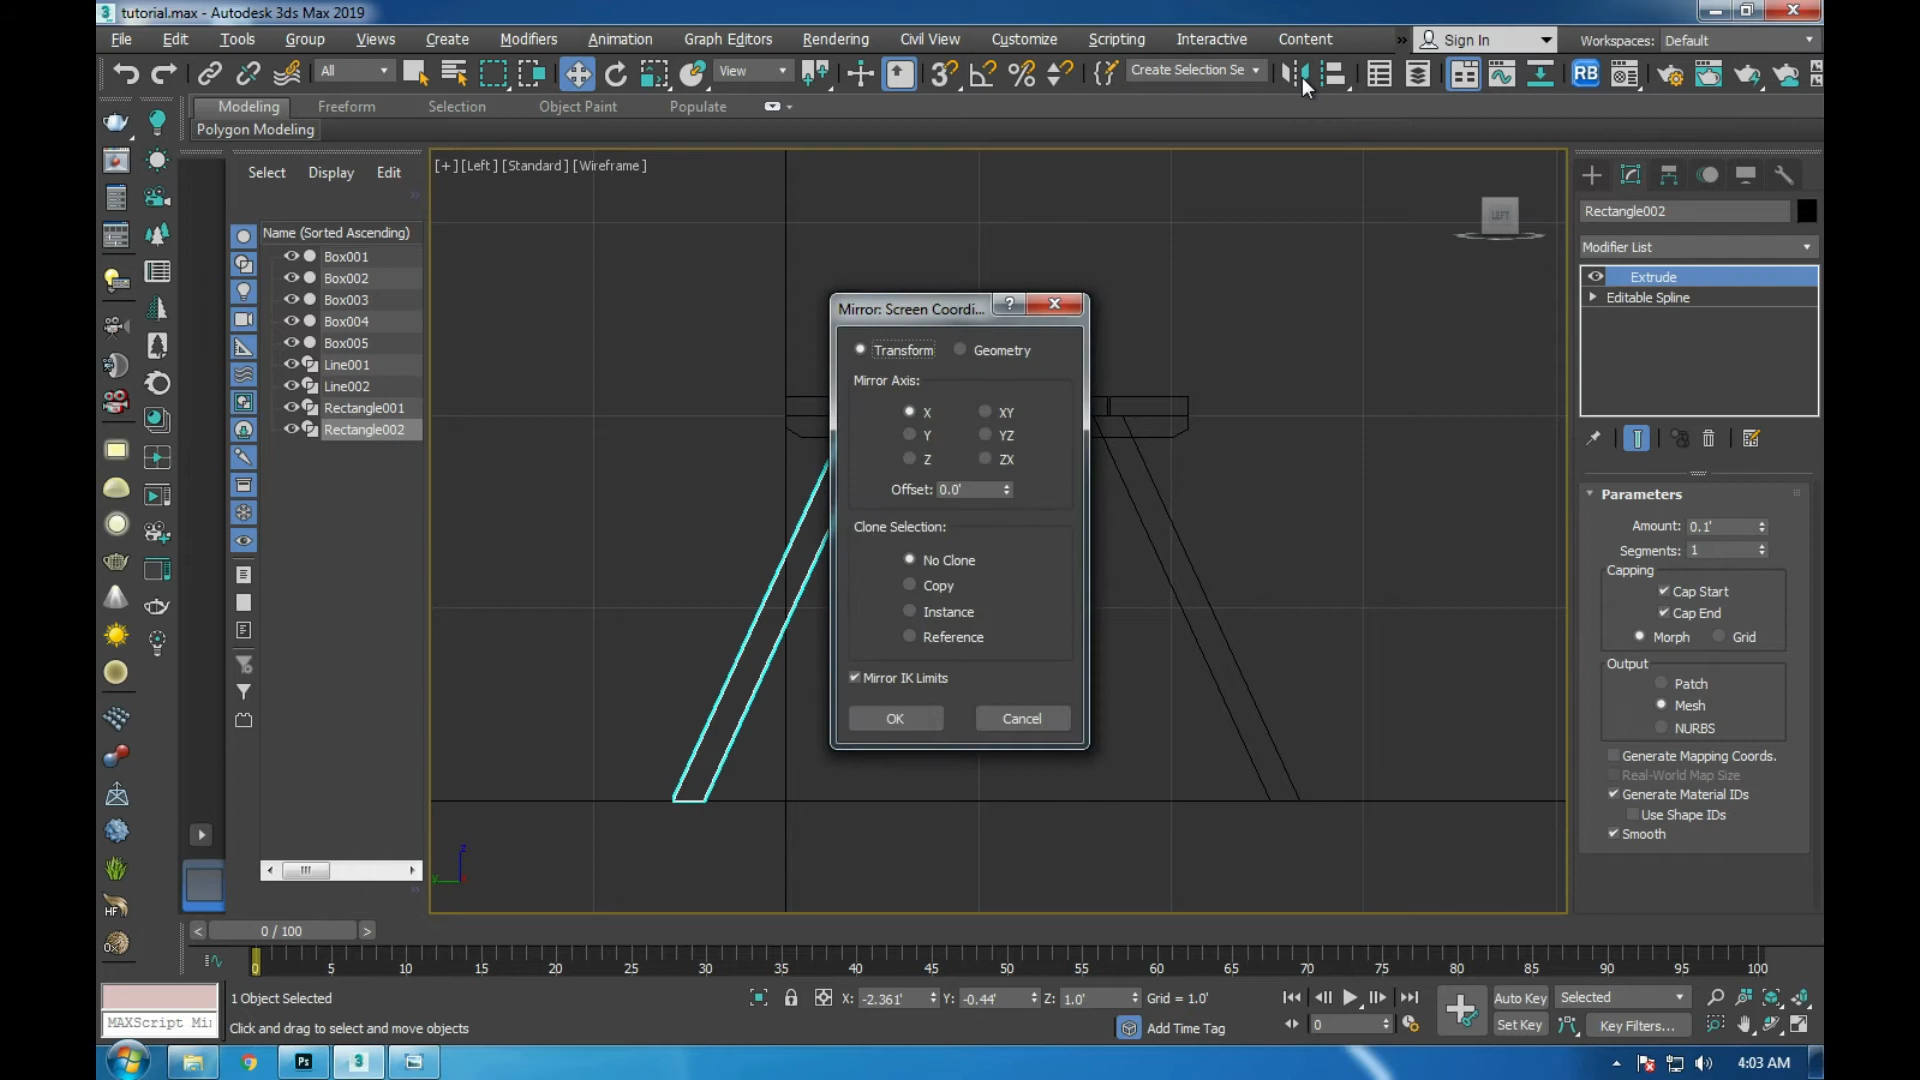 tutorial.max - Autodesk 3ds Max 2019
File Edit Tools Group Views Create Modifiers Animation Graph Editors Rendering Civil View Customize Scripting Interactive Content
Sign In
Workspaces: Default
All
View
Create Selection Se
RB
Modeling Freeform Selection Object Paint Populate
Polygon Modeling
Select Display Edit
Name (Sorted Ascending)
Box001
Box002
Box003
Box004
Box005
Line001
Line002
Rectangle001
Rectangle002
[+] [Left] [Standard] [Wireframe]
LEFT
Mirror: Screen Coordi...
Transform Geometry
Mirror Axis:
X XY
Y YZ
Z ZX
Offset: 0.0'
Clone Selection:
No Clone
Copy
Instance
Reference
Mirror IK Limits
OK Cancel
z
y
Rectangle002
Modifier List
Extrude
Editable Spline
Parameters
Amount: 0.1'
Segments: 1
Capping
Cap Start
Cap End
Morph Grid
Output
Patch
Mesh
NURBS
Generate Mapping Coords.
Real-World Map Size
Generate Material IDs
Use Shape IDs
Smooth
HF
0 / 100
0 5 10 15 20 25 30 35 40 45 50 55 60 65 70 75 80 85 90 95 100
1 Object Selected
X: -2.361' Y: -0.44' Z: 1.0' Grid = 1.0'
Auto Key Selected
MAXScript Mi
Click and drag to select and move objects
Add Time Tag
0
Set Key Key Filters...
Ps
3
4:03 AM